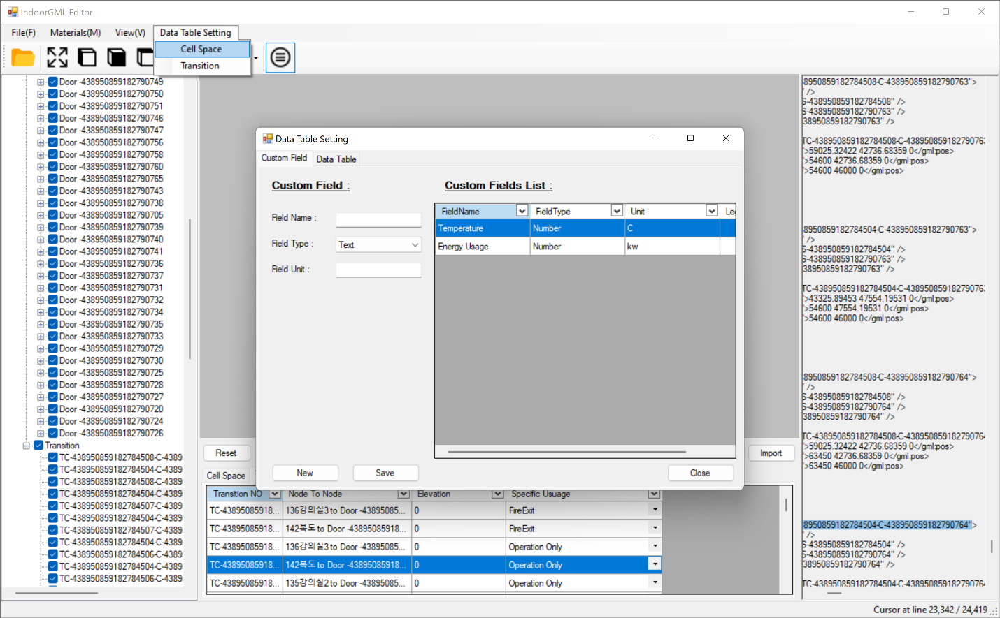 IndoorGML Editor
File(F) Materials(M) View(V) Data Table Setting
Cell Space
Transition
Door -438950859182790749
Door -438950859182790750
Door -438950859182790751
Door -438950859182790746
Door -438950859182790747
Door -438950859182790756
Door -438950859182790758
Door -438950859182790760
Door -438950859182790765
Door -438950859182790743
Door -438950859182790738
Door -438950859182790705
Door -438950859182790739
Door -438950859182790740
Door -438950859182790741
Door -438950859182790736
Door -438950859182790737
Door -438950859182790731
Door -438950859182790732
Door -438950859182790734
Door -438950859182790735
Door -438950859182790733
Door -438950859182790729
Door -438950859182790730
Door -438950859182790725
Door -438950859182790728
Door -438950859182790727
Door -438950859182790720
Door -438950859182790724
Door -438950859182790726
Transition
TC-438950859182784508-C-4389
TC-438950859182784504-C-4389
TC-438950859182784508-C-4389
TC-438950859182784504-C-4389
TC-438950859182784507-C-4389
TC-438950859182784504-C-4389
TC-438950859182784507-C-4389
TC-438950859182784504-C-4389
TC-438950859182784506-C-4389
TC-438950859182784504-C-4389
TC-438950859182784506-C-4389
Data Table Setting
Custom Field Data Table
Custom Field :
Field Name :
Field Type : Text
Field Unit :
New Save
Custom Fields List :
FieldName FieldType Unit Le
Temperature Number C
Energy Usage Number kw
Close
Reset Import
Cell Space
Transition NO Node To Node Elevation Specific Usuage
TC-43895085918... 136강의실3 to Door -43895085... 0 FireExit
TC-43895085918... 142복도 to Door -4389508591 8... 0 FireExit
TC-43895085918... 136강의실3 to Door -43895085... 0 Operation Only
TC-43895085918... 142복도 to Door -4389508591 8... 0 Operation Only
TC-43895085918... 135강의실2 to Door -43895085... 0 Operation Only
8950859182784508-C-438950859182790763">
' />
S-438950859182784508" />
S-438950859182790763" />
38950859182790763" />
TC-438950859182784508-C-438950859182790763
'>59025.32422 42736.68359 0</gml:pos>
'>54600 42736.68359 0</gml:pos>
'>54600 46000 0</gml:pos>
8950859182784504-C-438950859182790763">
' />
S-438950859182784504" />
S-438950859182790763" />
38950859182790763" />
TC-438950859182784504-C-438950859182790763
'>43325.89453 47554.19531 0</gml:pos>
'>54600 47554.19531 0</gml:pos>
'>54600 46000 0</gml:pos>
8950859182784508-C-438950859182790764">
' />
S-438950859182784508" />
S-438950859182790764" />
38950859182790764" />
TC-438950859182784508-C-438950859182790764
'>59025.32422 42736.68359 0</gml:pos>
'>63450 42736.68359 0</gml:pos>
'>63450 46000 0</gml:pos>
8950859182784504-C-438950859182790764">
' />
S-438950859182784504" />
S-438950859182790764" />
38950859182790764" />
TC-438950859182784504-C-438950859182790764
Cursor at line 23,342 / 24,419